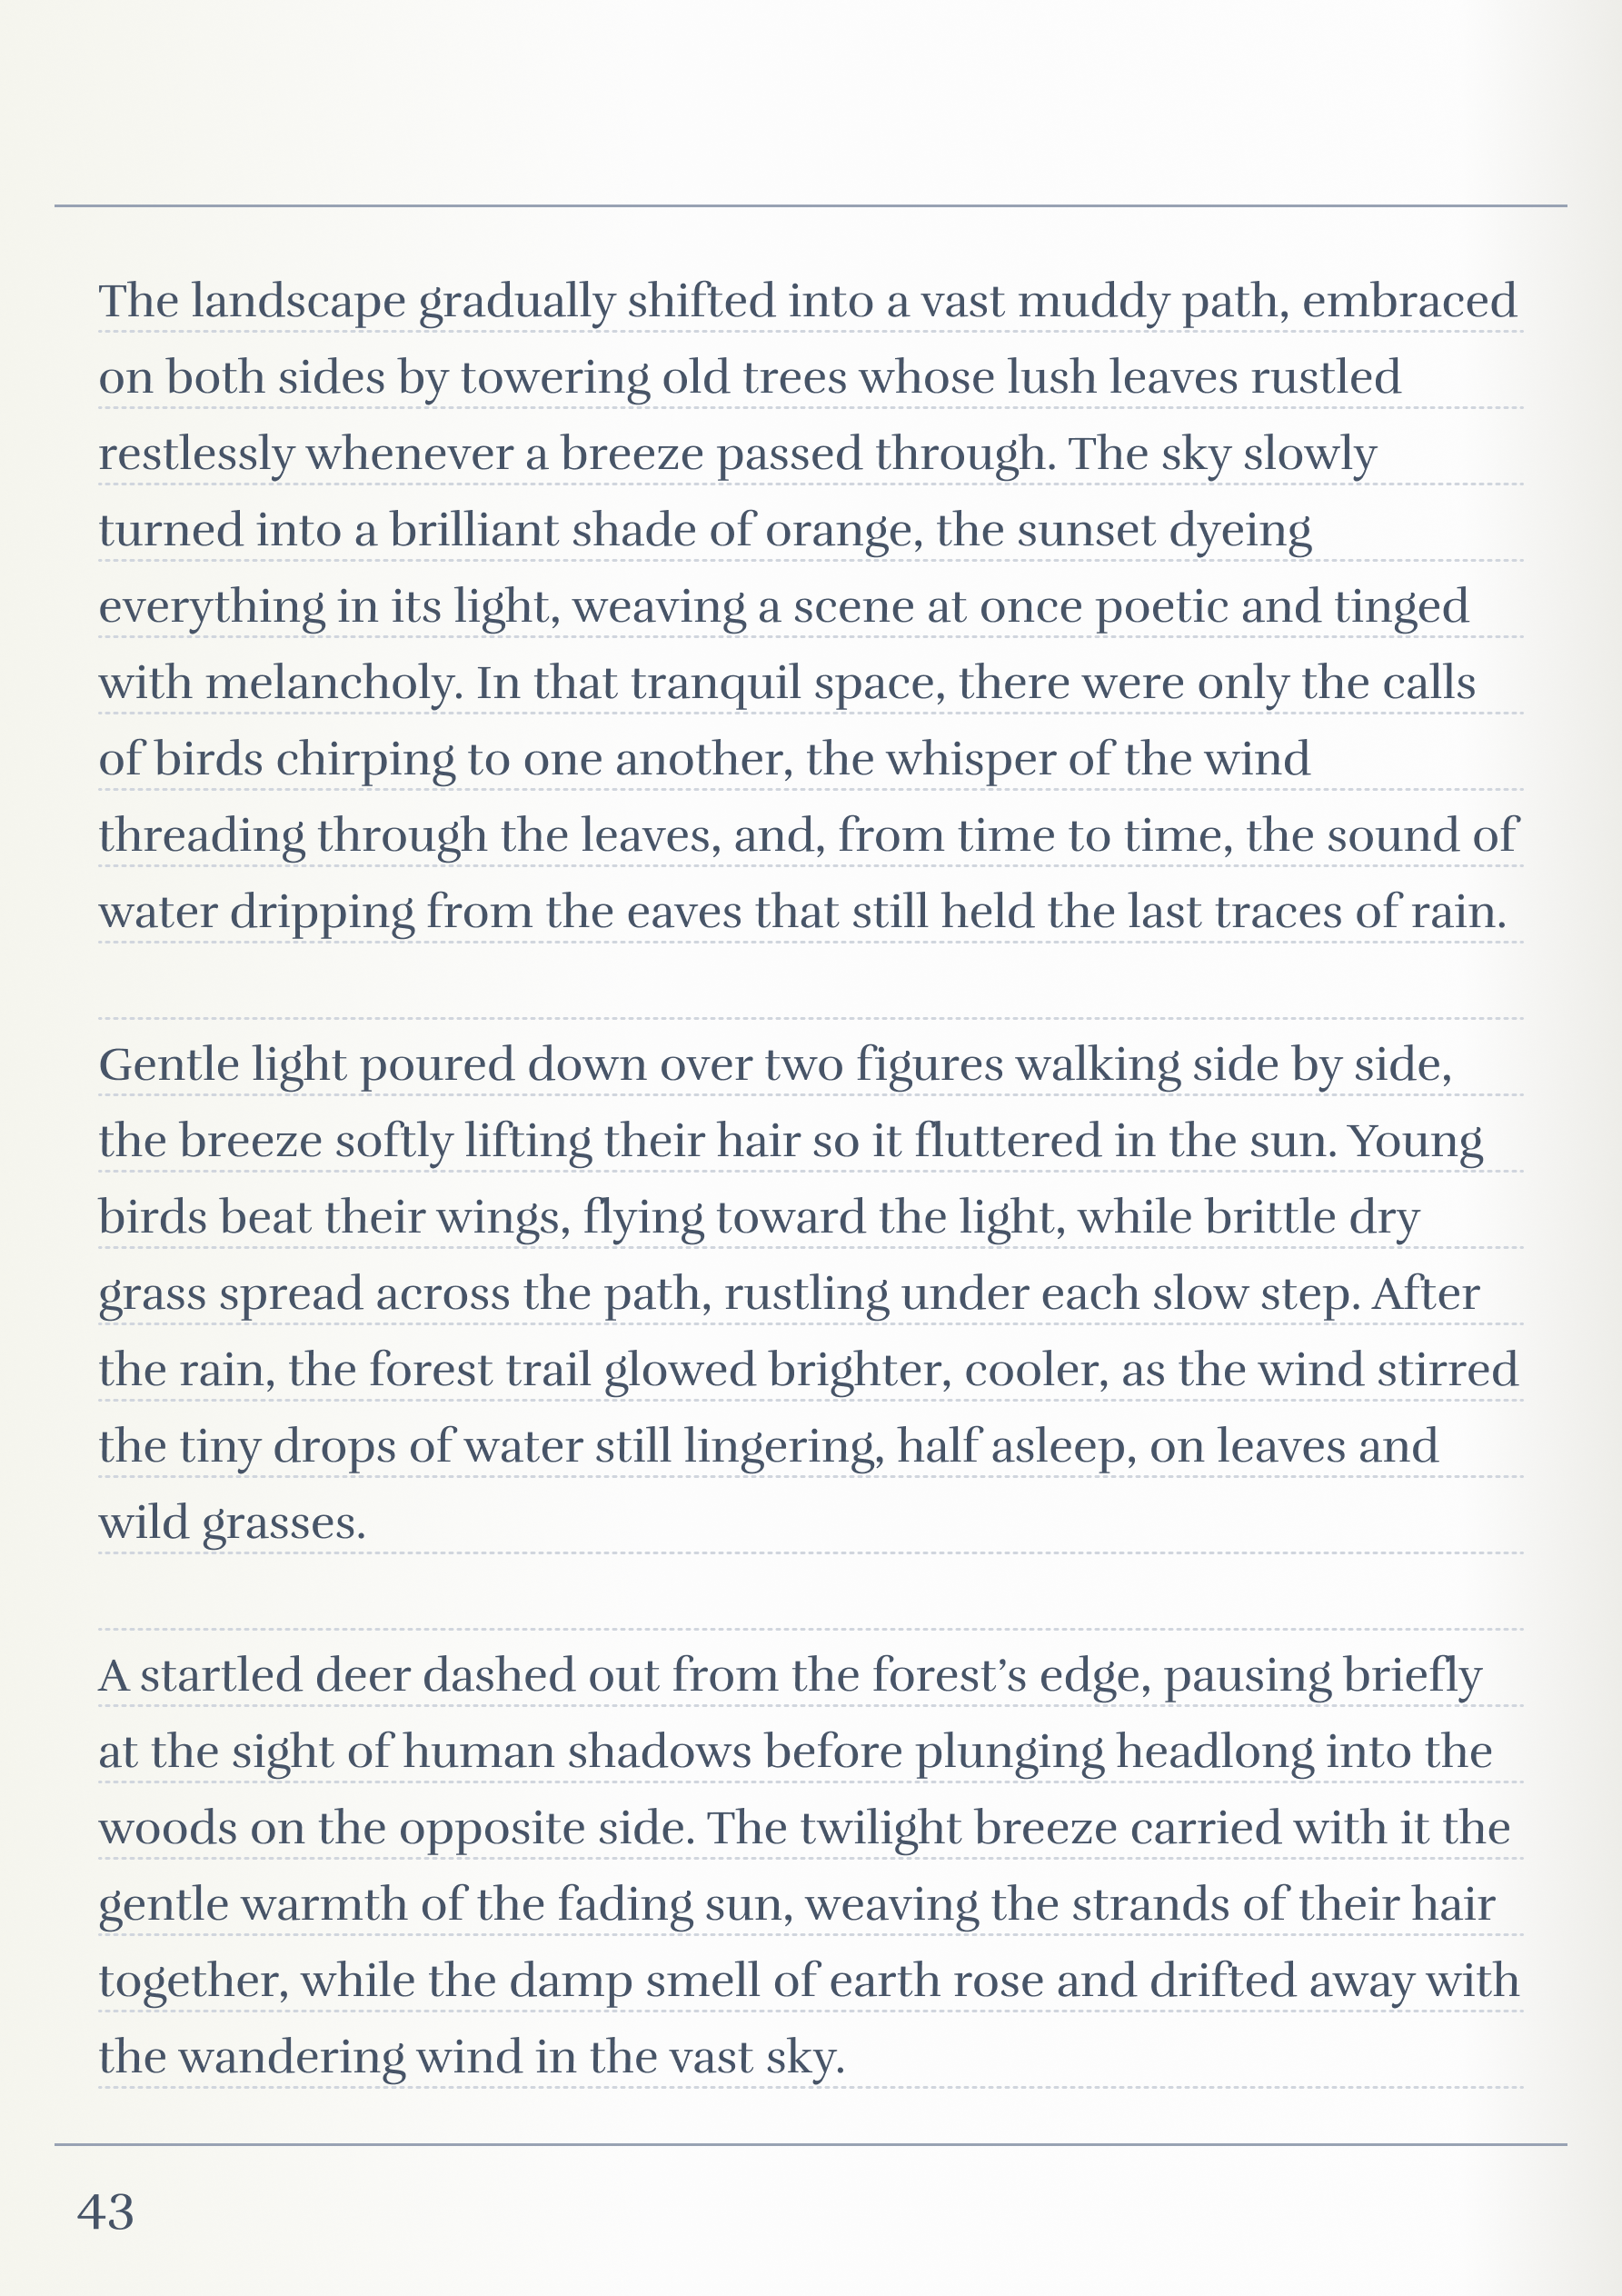 The landscape gradually shifted into a vast muddy path, embraced
on both sides by towering old trees whose lush leaves rustled
restlessly whenever a breeze passed through. The sky slowly
turned into a brilliant shade of orange, the sunset dyeing
everything in its light, weaving a scene at once poetic and tinged
with melancholy. In that tranquil space, there were only the calls
of birds chirping to one another, the whisper of the wind
threading through the leaves, and, from time to time, the sound of
water dripping from the eaves that still held the last traces of rain.
Gentle light poured down over two figures walking side by side,
the breeze softly lifting their hair so it fluttered in the sun. Young
birds beat their wings, flying toward the light, while brittle dry
grass spread across the path, rustling under each slow step. After
the rain, the forest trail glowed brighter, cooler, as the wind stirred
the tiny drops of water still lingering, half asleep, on leaves and
wild grasses.
A startled deer dashed out from the forest’s edge, pausing briefly
at the sight of human shadows before plunging headlong into the
woods on the opposite side. The twilight breeze carried with it the
gentle warmth of the fading sun, weaving the strands of their hair
together, while the damp smell of earth rose and drifted away with
the wandering wind in the vast sky.
43